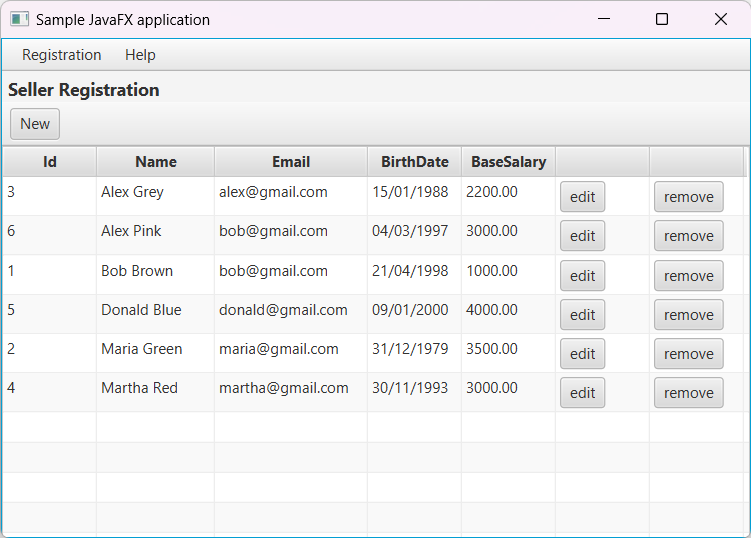 Sample JavaFX application
Registration Help
Seller Registration
New
Id Name Email BirthDate BaseSalary
3 Alex Grey alex@gmail.com 15/01/1988 2200.00 edit remove
6 Alex Pink bob@gmail.com 04/03/1997 3000.00 edit remove
1 Bob Brown bob@gmail.com 21/04/1998 1000.00 edit remove
5 Donald Blue donald@gmail.com 09/01/2000 4000.00 edit remove
2 Maria Green maria@gmail.com 31/12/1979 3500.00 edit remove
4 Martha Red martha@gmail.com 30/11/1993 3000.00 edit remove